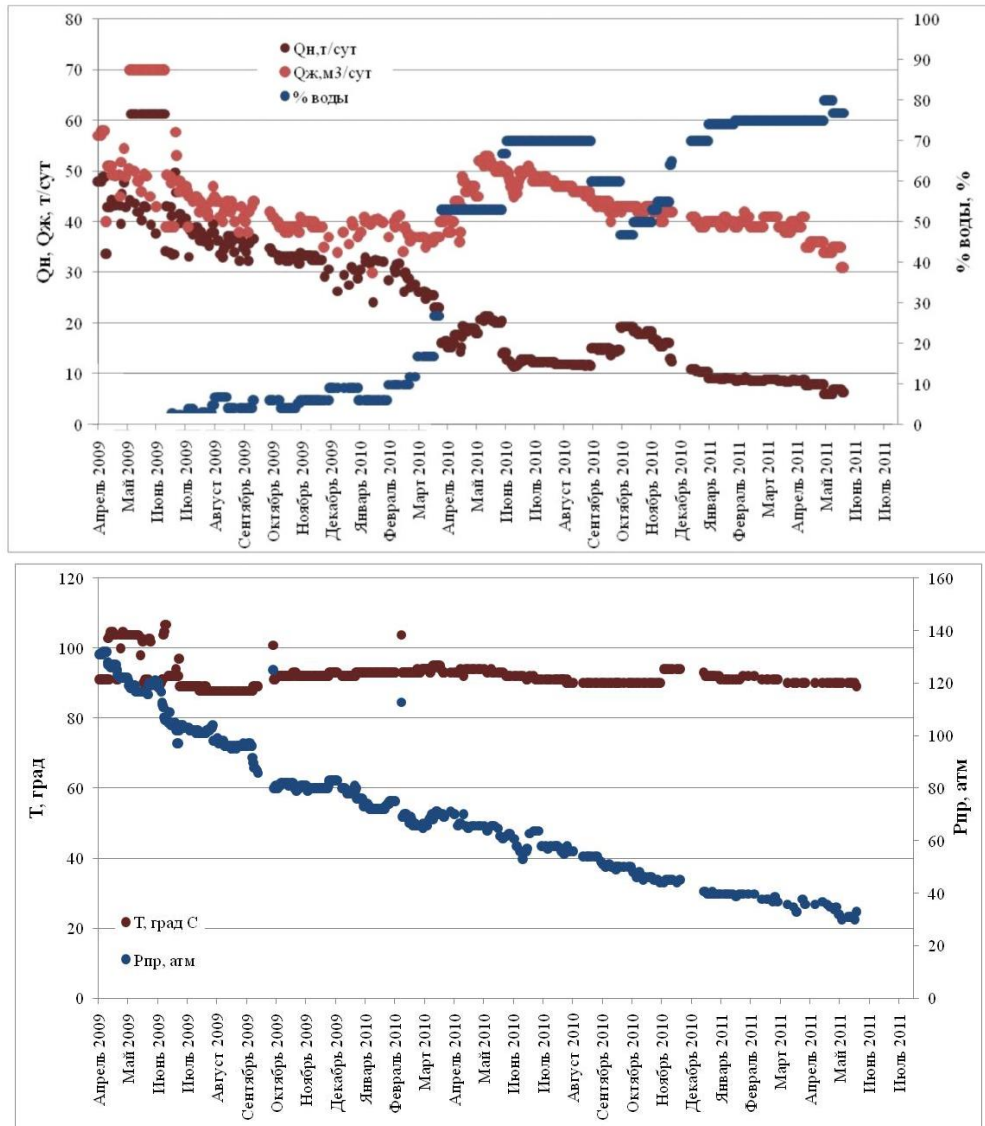 80
70
60
50
40
30
20
10
0
Qн, Qж, т/сут
Qн,т/сут
Qж,м3/сут
% воды
100
90
80
70
60
50
40
30
20
10
0
% воды, %
Апрель 2009
Май 2009
Июнь 2009
Июль 2009
Август 2009
Сентябрь 2009
Октябрь 2009
Ноябрь 2009
Декабрь 2009
Январь 2010
Февраль 2010
Март 2010
Апрель 2010
Май 2010
Июнь 2010
Июль 2010
Август 2010
Сентябрь 2010
Октябрь 2010
Ноябрь 2010
Декабрь 2010
Январь 2011
Февраль 2011
Март 2011
Апрель 2011
Май 2011
Июнь 2011
Июль 2011
120
100
80
60
40
20
0
T, град
T, град С
Рпр, атм
160
140
120
100
80
60
40
20
0
Рпр, атм
Апрель 2009
Май 2009
Июнь 2009
Июль 2009
Август 2009
Сентябрь 2009
Октябрь 2009
Ноябрь 2009
Декабрь 2009
Январь 2010
Февраль 2010
Март 2010
Апрель 2010
Май 2010
Июнь 2010
Июль 2010
Август 2010
Сентябрь 2010
Октябрь 2010
Ноябрь 2010
Декабрь 2010
Январь 2011
Февраль 2011
Март 2011
Апрель 2011
Май 2011
Июнь 2011
Июль 2011